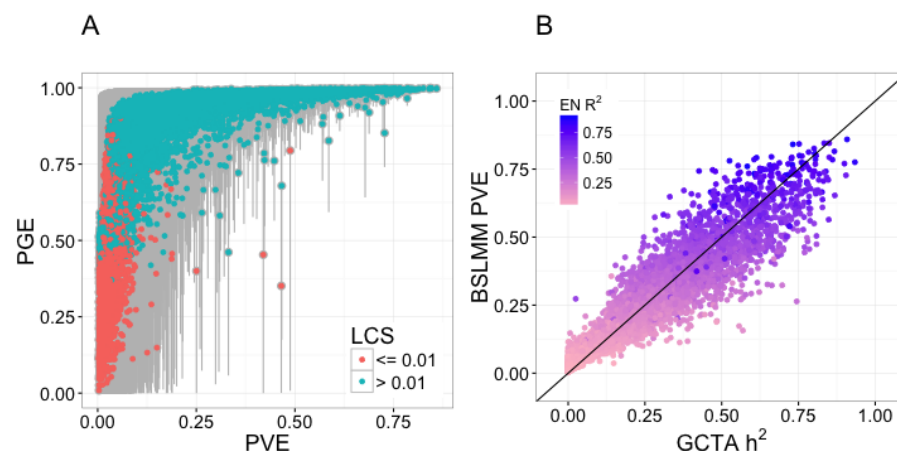 A
PGE
1.00
0.75
0.50
0.25
0.00
LCS
<= 0.01
> 0.01
0.00 0.25 0.50 0.75
PVE
B
BSLMM PVE
1.00
0.75
0.50
0.25
0.00
EN R²
0.75
0.50
0.25
0.00 0.25 0.50 0.75 1.00
GCTA h²